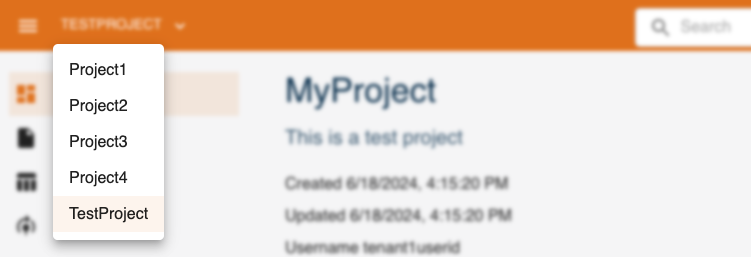 TESTPROJECT
Search
Project1
Project2
Project3
Project4
TestProject
MyProject
This is a test project
Created 6/18/2024, 4:15:20 PM
Updated 6/18/2024, 4:15:20 PM
Username tenant1userid